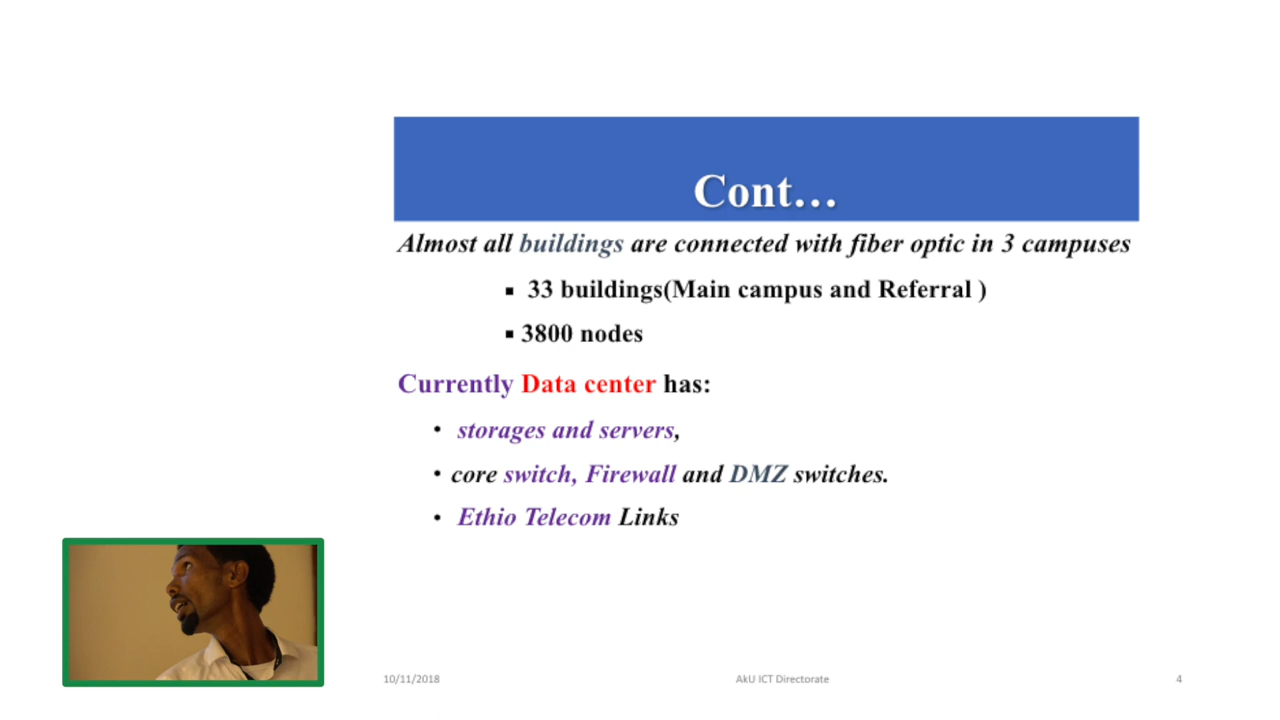 Cont…
Almost all buildings are connected with fiber optic in 3 campuses
▪ 33 buildings(Main campus and Referral )
▪ 3800 nodes
Currently Data center has:
• storages and servers,
• core switch, Firewall and DMZ switches.
• Ethio Telecom Links
10/11/2018 AkU ICT Directorate 4